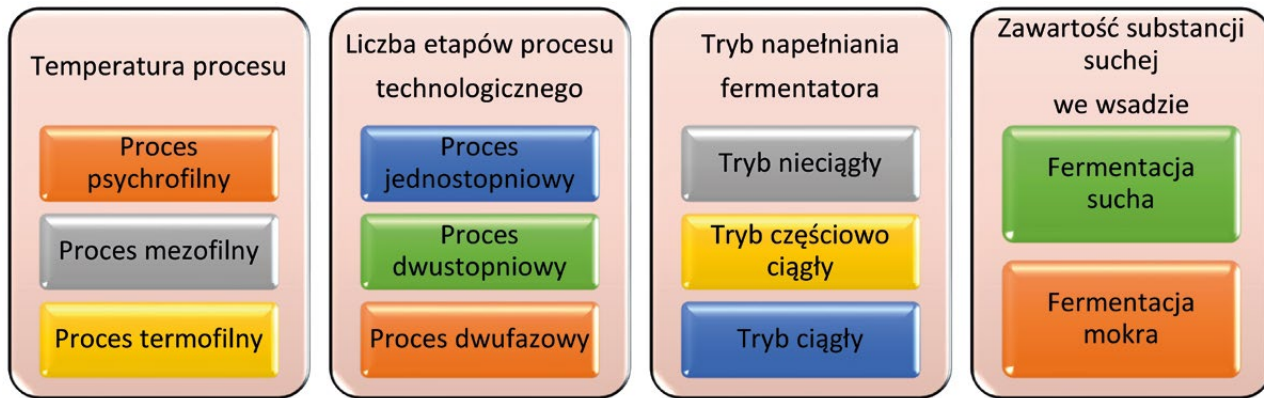 Temperatura procesu
Proces
psychrofilny
Proces mezofilny
Proces termofilny
Liczba etapów procesu
technologicznego
Proces
jednostopniowy
Proces
dwustopniowy
Proces dwufazowy
Tryb napełniania
fermentatora
Tryb nieciągły
Tryb częściowo
ciągły
Tryb ciągły
Zawartość substancji
suchej
we wsadzie
Fermentacja
sucha
Fermentacja
mokra